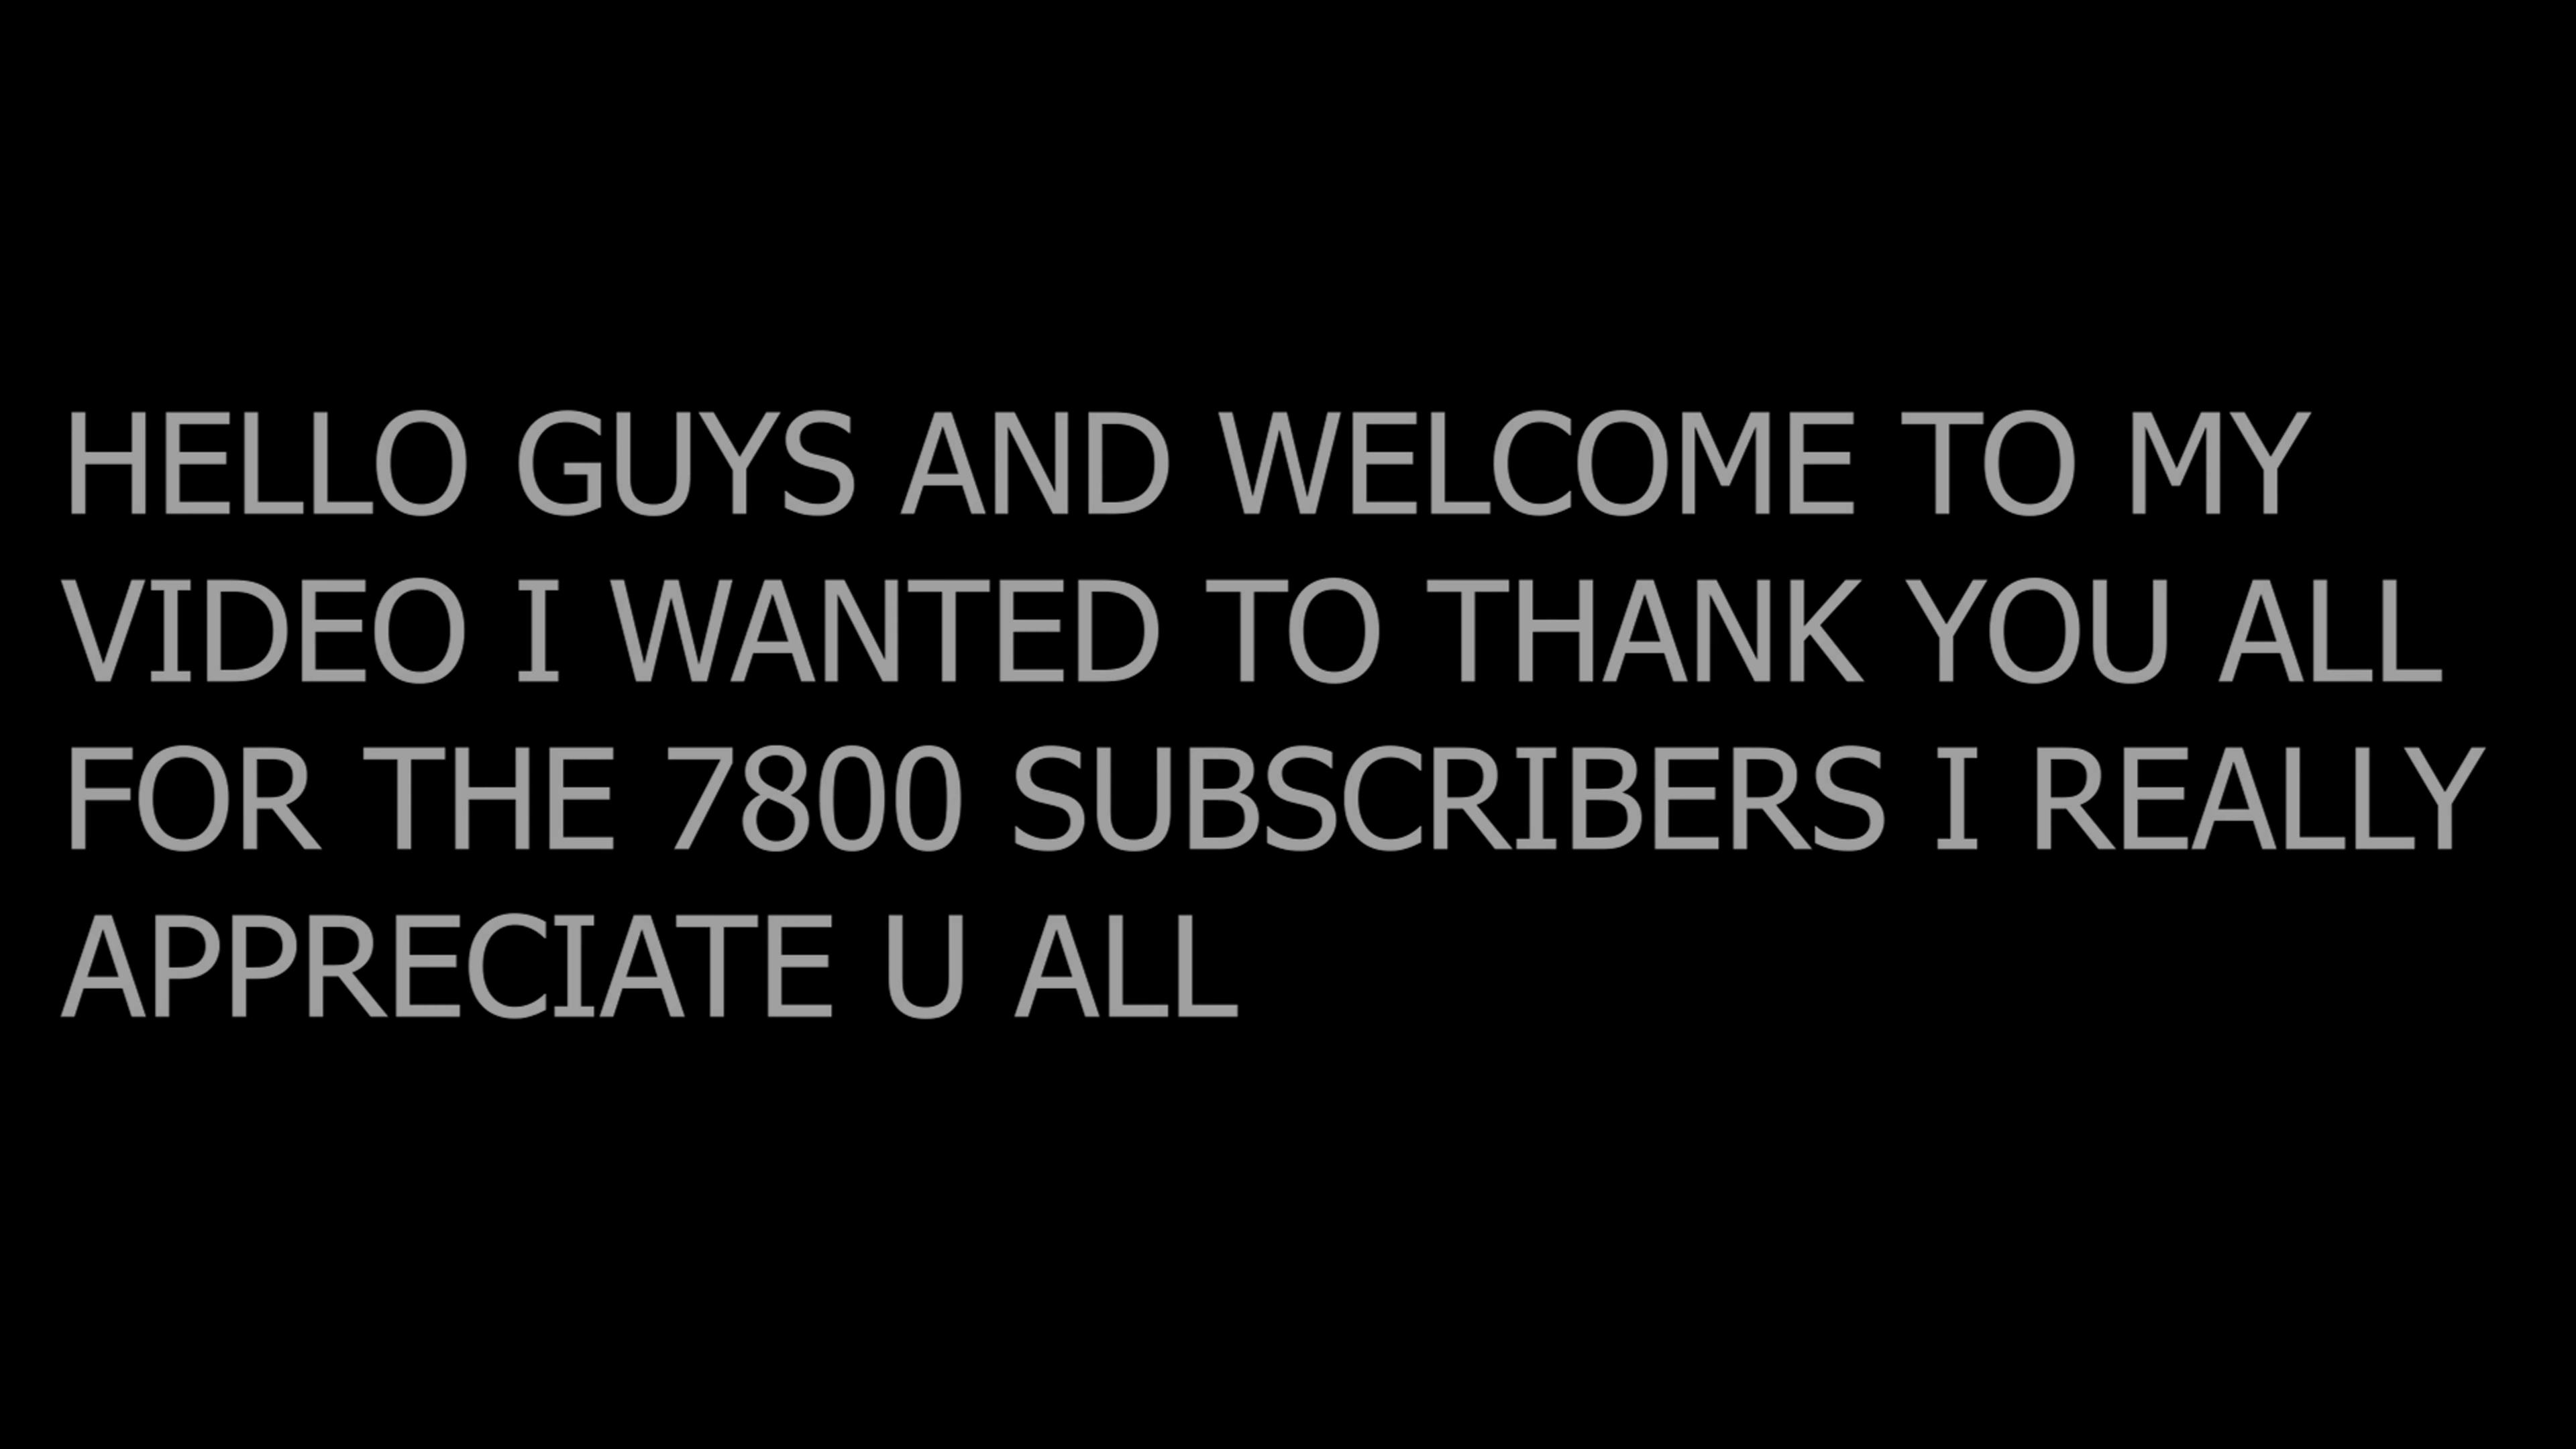 HELLO GUYS AND WELCOME TO MY
VIDEO I WANTED TO THANK YOU ALL
FOR THE 7800 SUBSCRIBERS I REALLY
APPRECIATE U ALL